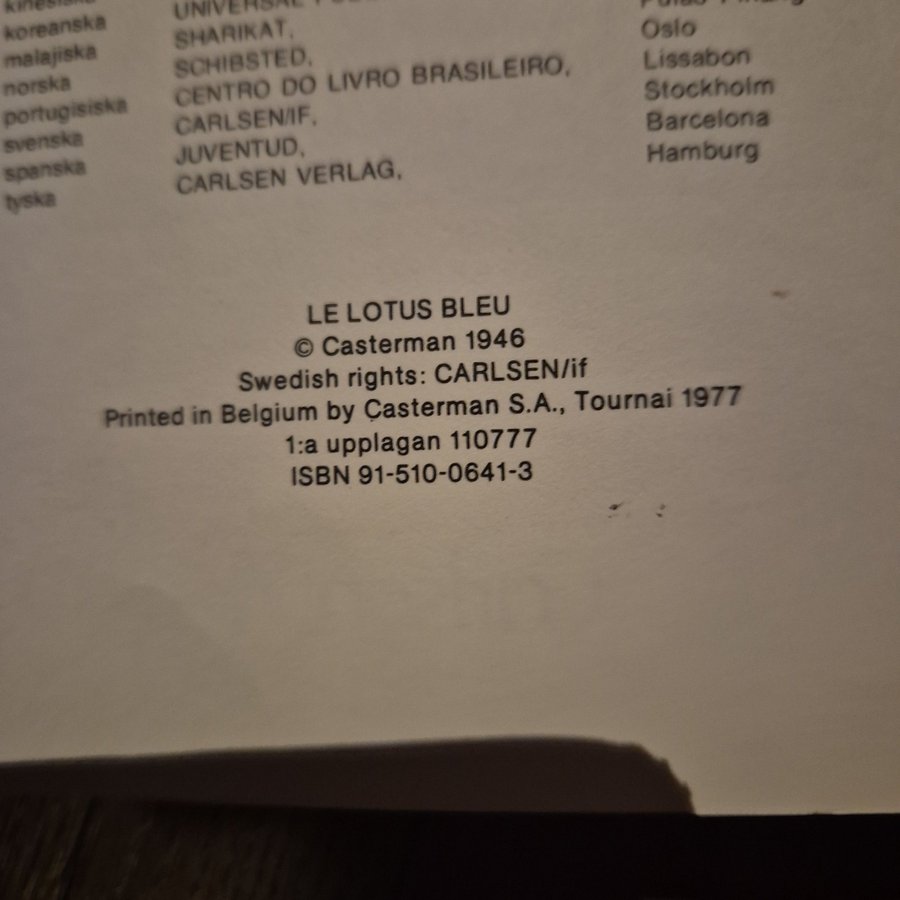 koreanska UNIVERSAL
malajiska SHARIKAT,
norska SCHIBSTED, Oslo
portugisiska CENTRO DO LIVRO BRASILEIRO, Lissabon
svenska CARLSEN/IF, Stockholm
spanska JUVENTUD, Barcelona
tyska CARLSEN VERLAG, Hamburg
LE LOTUS BLEU
© Casterman 1946
Swedish rights: CARLSEN/if
Printed in Belgium by Casterman S.A., Tournai 1977
1:a upplagan 110777
ISBN 91-510-0641-3